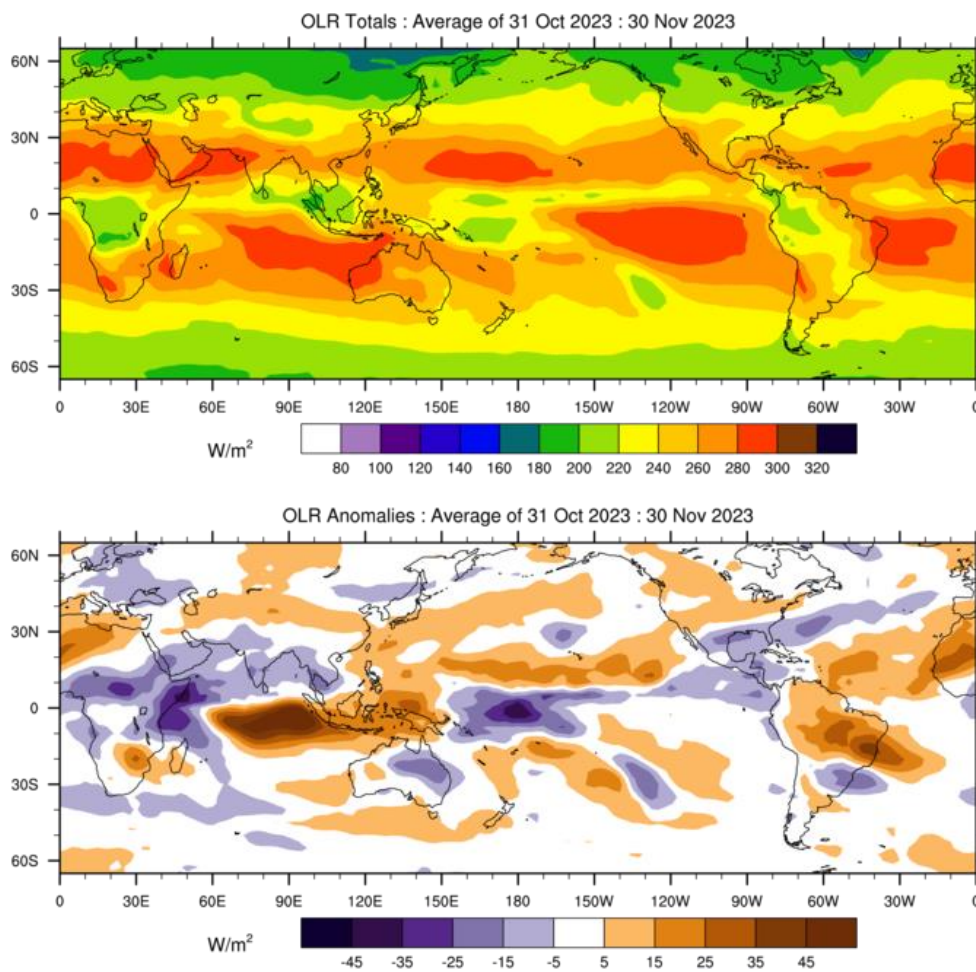 OLR Totals : Average of 31 Oct 2023 : 30 Nov 2023
60N
30N
0
30S
60S
0 30E 60E 90E 120E 150E 180 150W 120W 90W 60W 30W 0
W/m²
80 100 120 140 160 180 200 220 240 260 280 300 320
OLR Anomalies : Average of 31 Oct 2023 : 30 Nov 2023
60N
30N
0
30S
60S
0 30E 60E 90E 120E 150E 180 150W 120W 90W 60W 30W 0
W/m²
-45 -35 -25 -15 -5 5 15 25 35 45